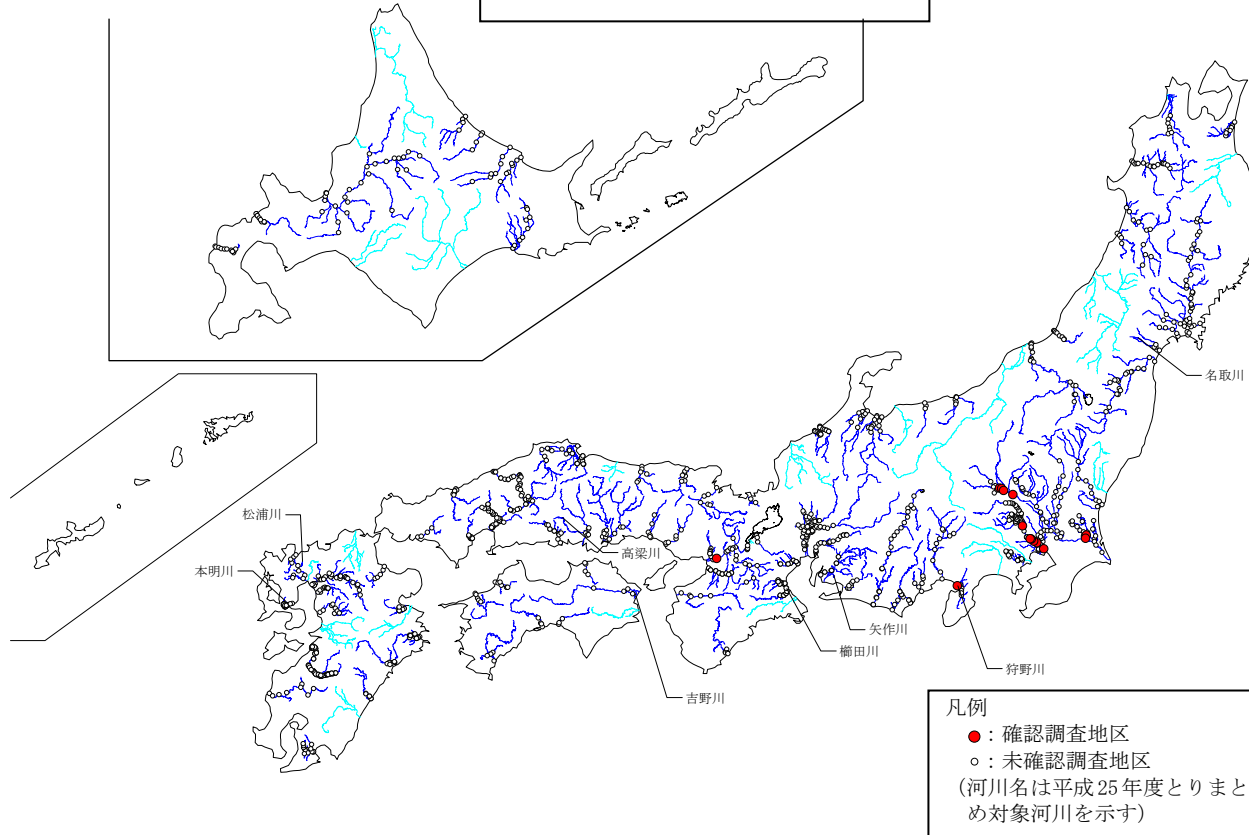 名取川
松浦川
高梁川
本明川
矢作川
櫛田川
狩野川
吉野川
凡例
●：確認調査地区
○：未確認調査地区
(河川名は平成25年度とりまと
め対象河川を示す)